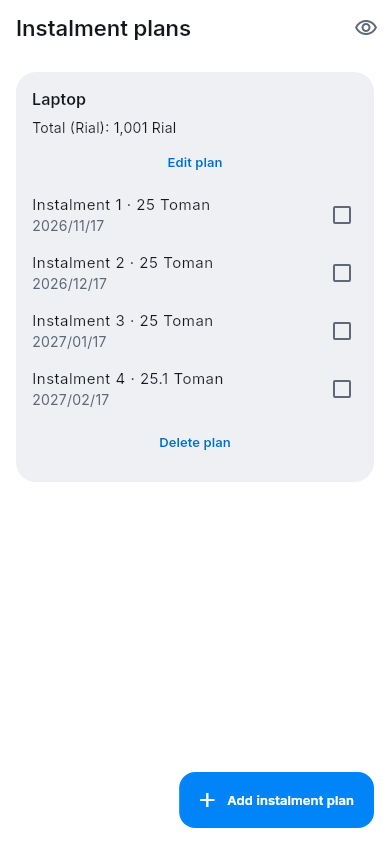 Instalment plans
Laptop
Total (Rial): 1,001 Rial
Edit plan
Instalment 1 · 25 Toman
2026/11/17
Instalment 2 · 25 Toman
2026/12/17
Instalment 3 · 25 Toman
2027/01/17
Instalment 4 · 25.1 Toman
2027/02/17
Delete plan
Add instalment plan